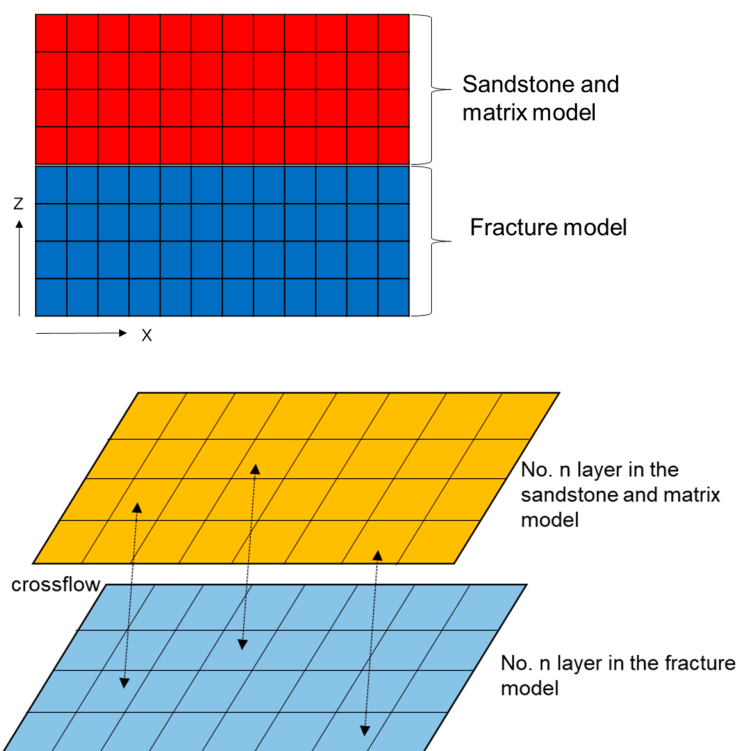 Sandstone and
matrix model
Z
Fracture model
X
No. n layer in the
sandstone and matrix
model
crossflow
No. n layer in the fracture
model